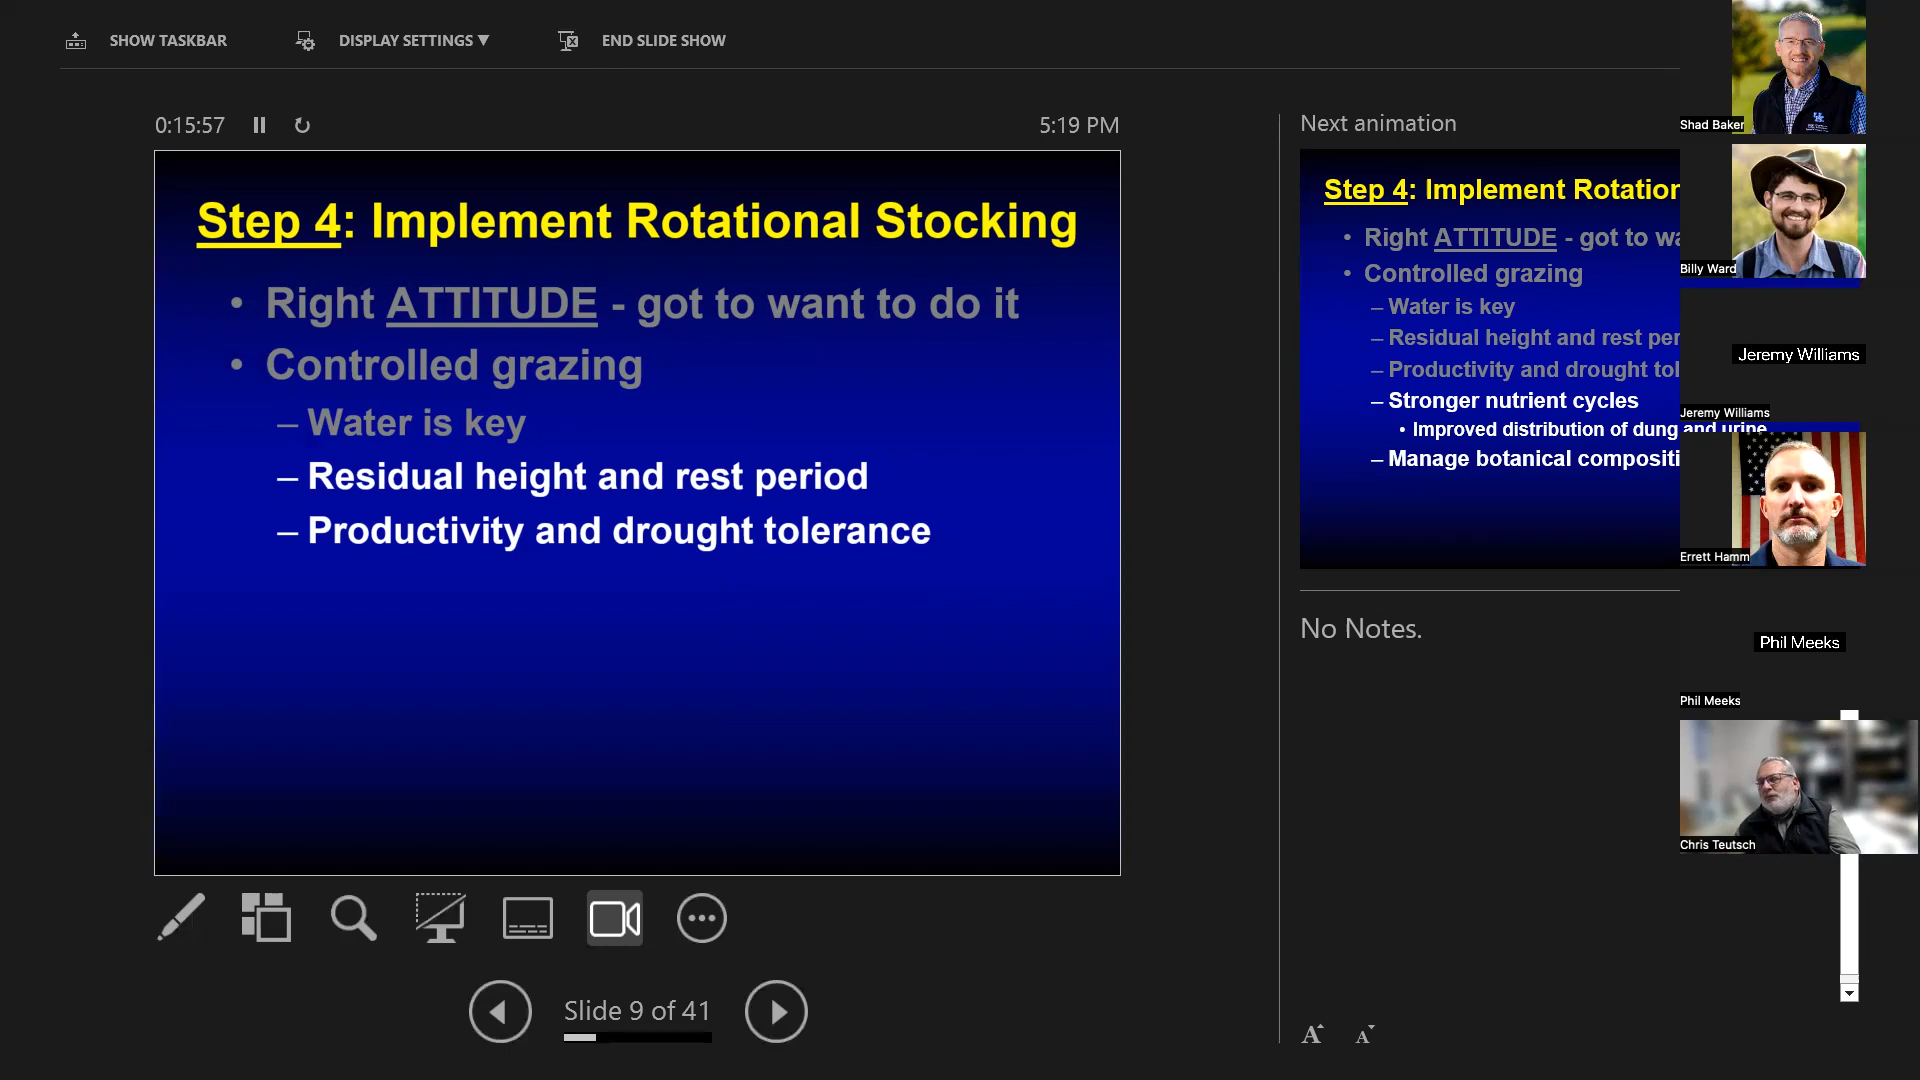 SHOW TASKBAR
DISPLAY SETTINGS ▼
END SLIDE SHOW
0:15:57
5:19 PM
Step 4: Implement Rotational Stocking
• Right ATTITUDE - got to want to do it
• Controlled grazing
– Water is key
– Residual height and rest period
– Productivity and drought tolerance
Slide 9 of 41
Next animation
Step 4: Implement Rotation
• Right ATTITUDE - got to wa
• Controlled grazing
– Water is key
– Residual height and rest per
– Productivity and drought tol
– Stronger nutrient cycles
• Improved distribution of dung and urine
– Manage botanical compositi
No Notes.
A A
Shad Baker
Billy Ward
Jeremy Williams
Jeremy Williams
Errett Hamm
Phil Meeks
Phil Meeks
Chris Teutsch